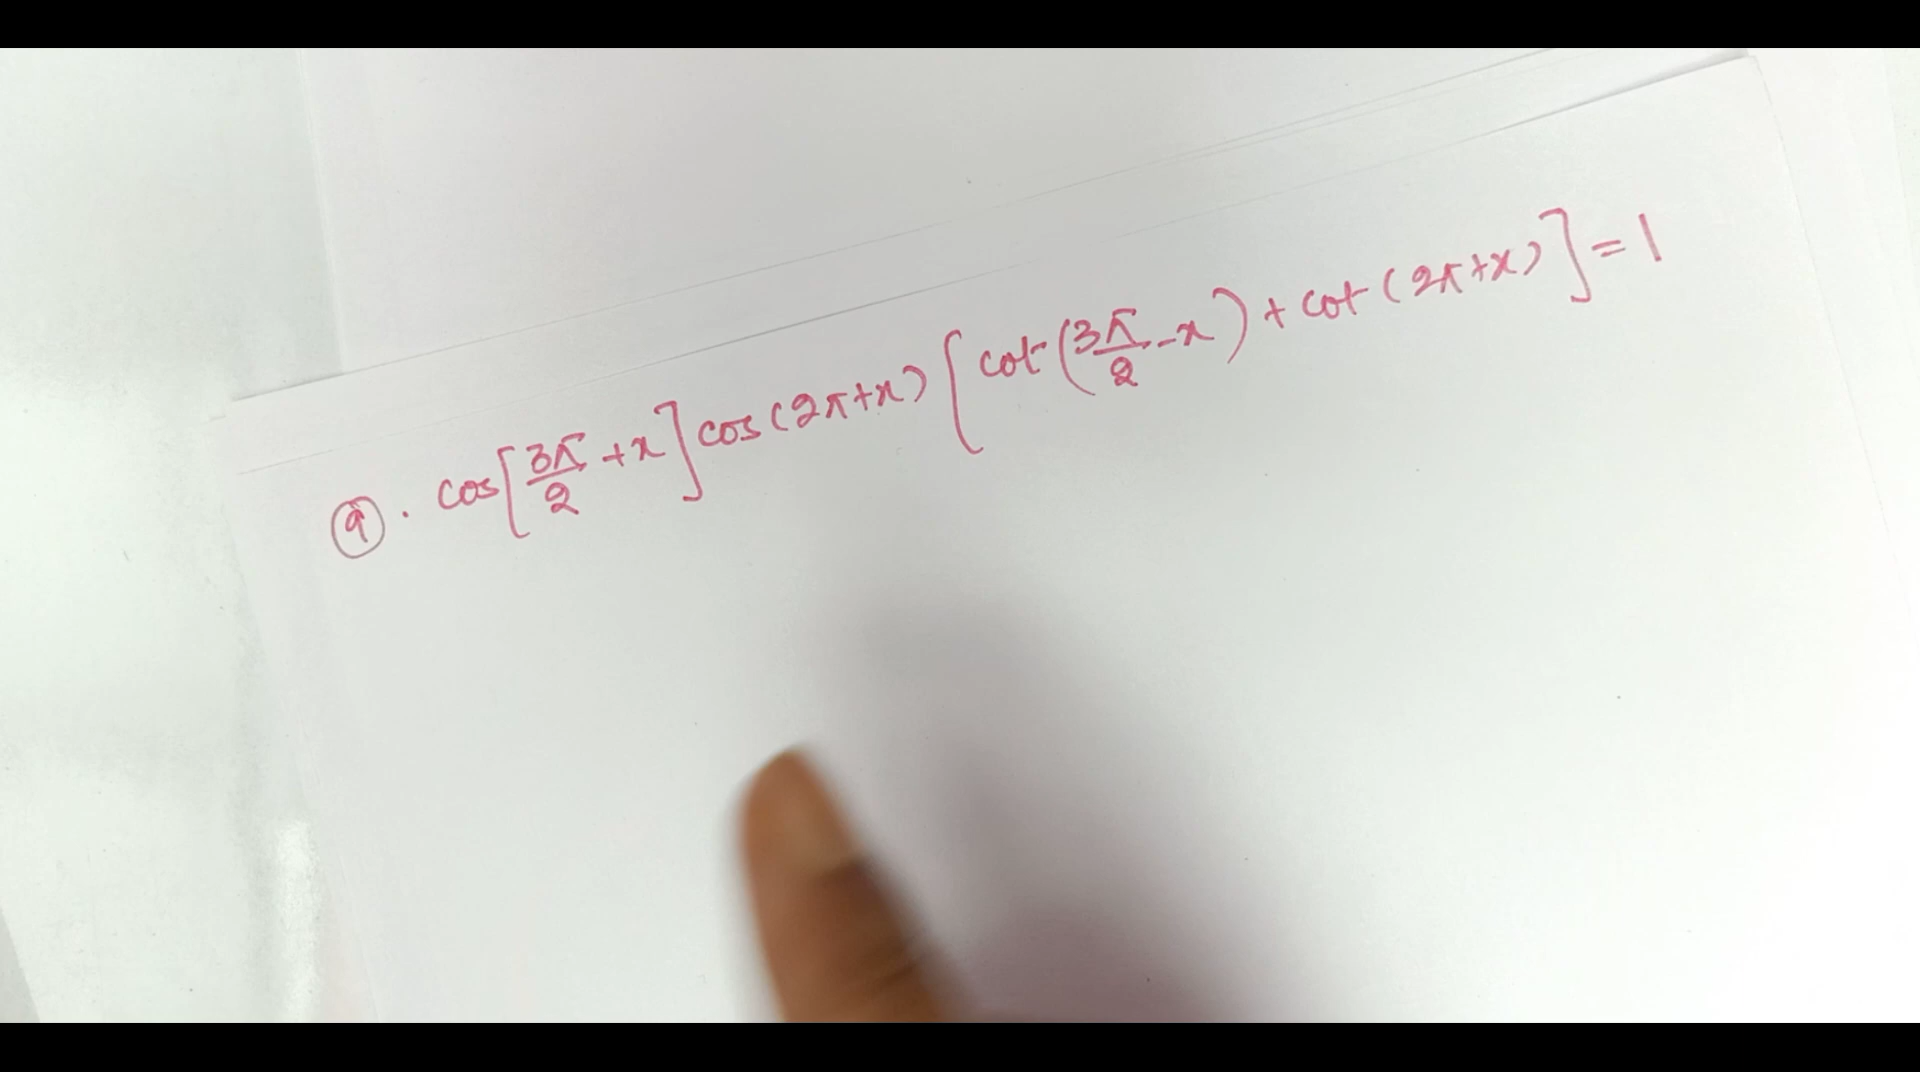 ⑨. cos[3π/2 + x] cos(2π+x) [cot(3π/2 - x) + cot(2π+x)] = 1